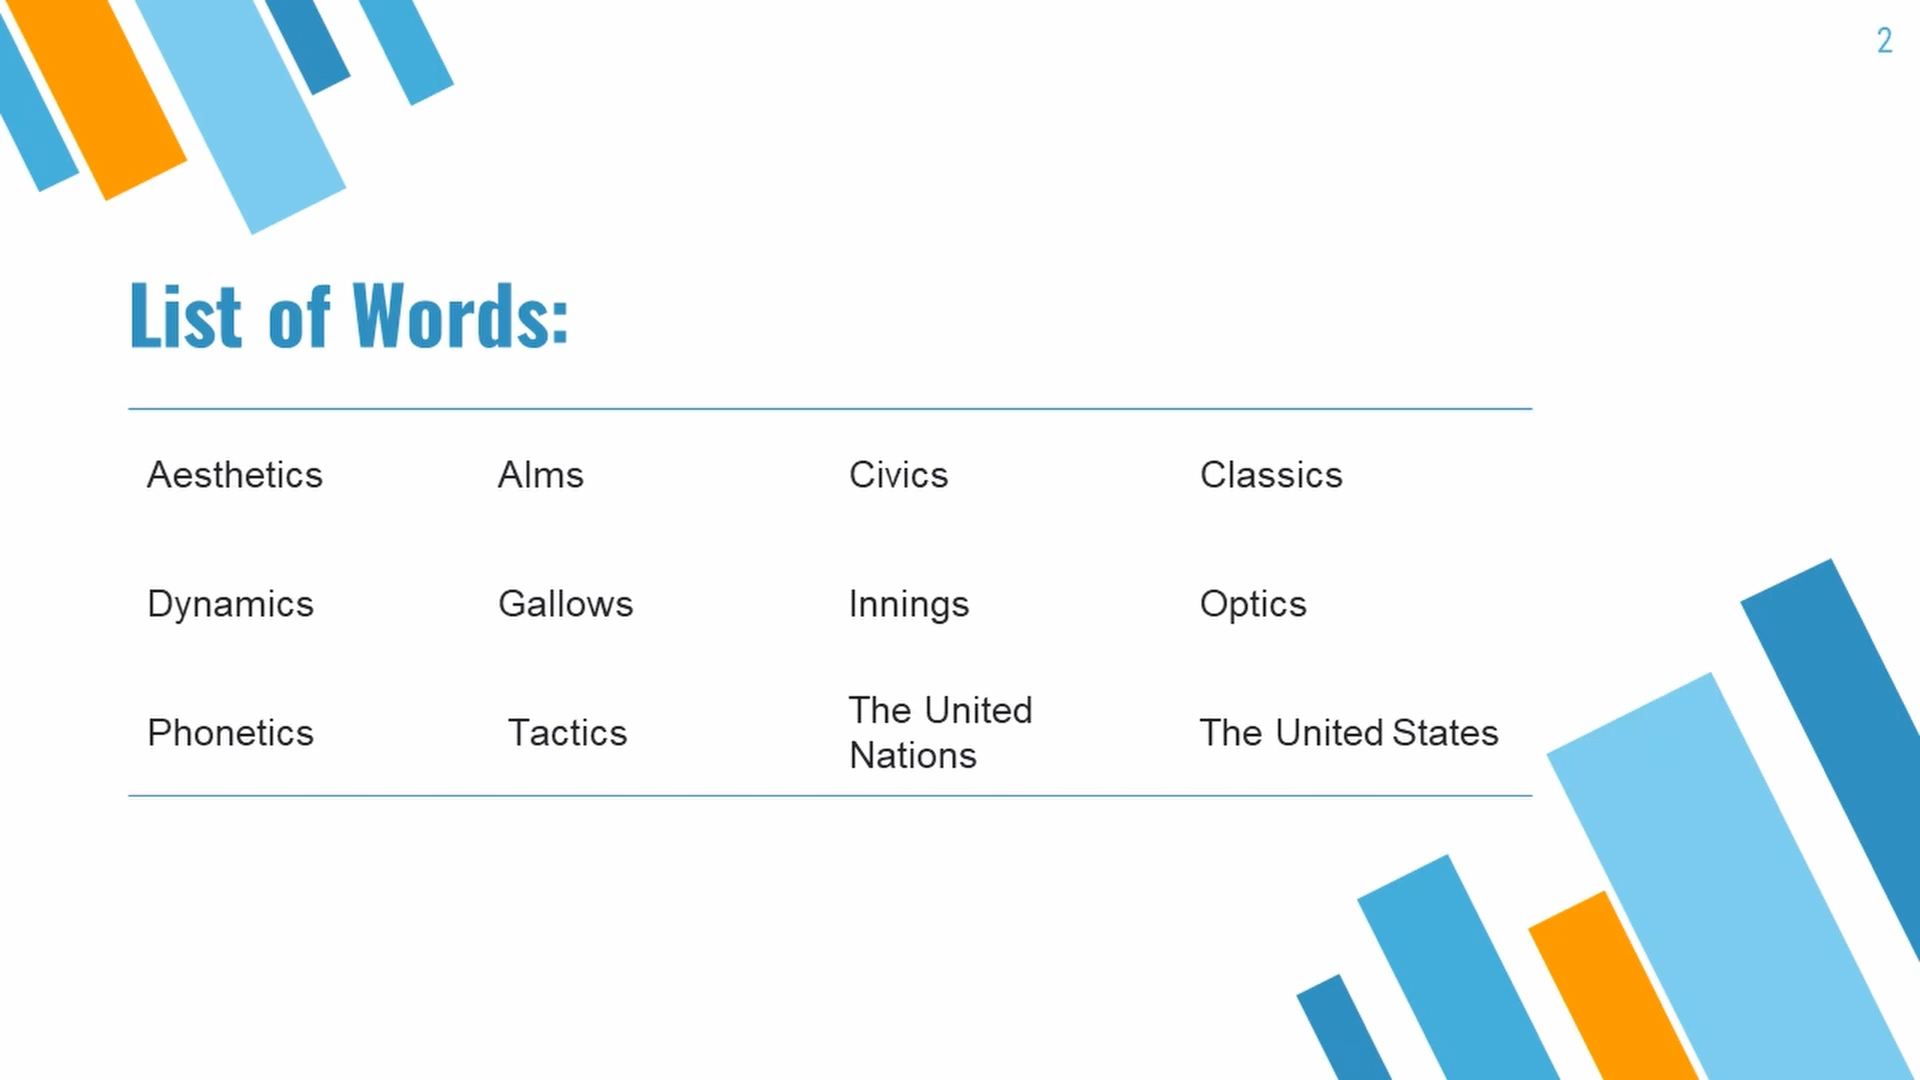 2
List of Words:
Aesthetics Alms Civics Classics
Dynamics Gallows Innings Optics
Phonetics Tactics The United Nations The United States